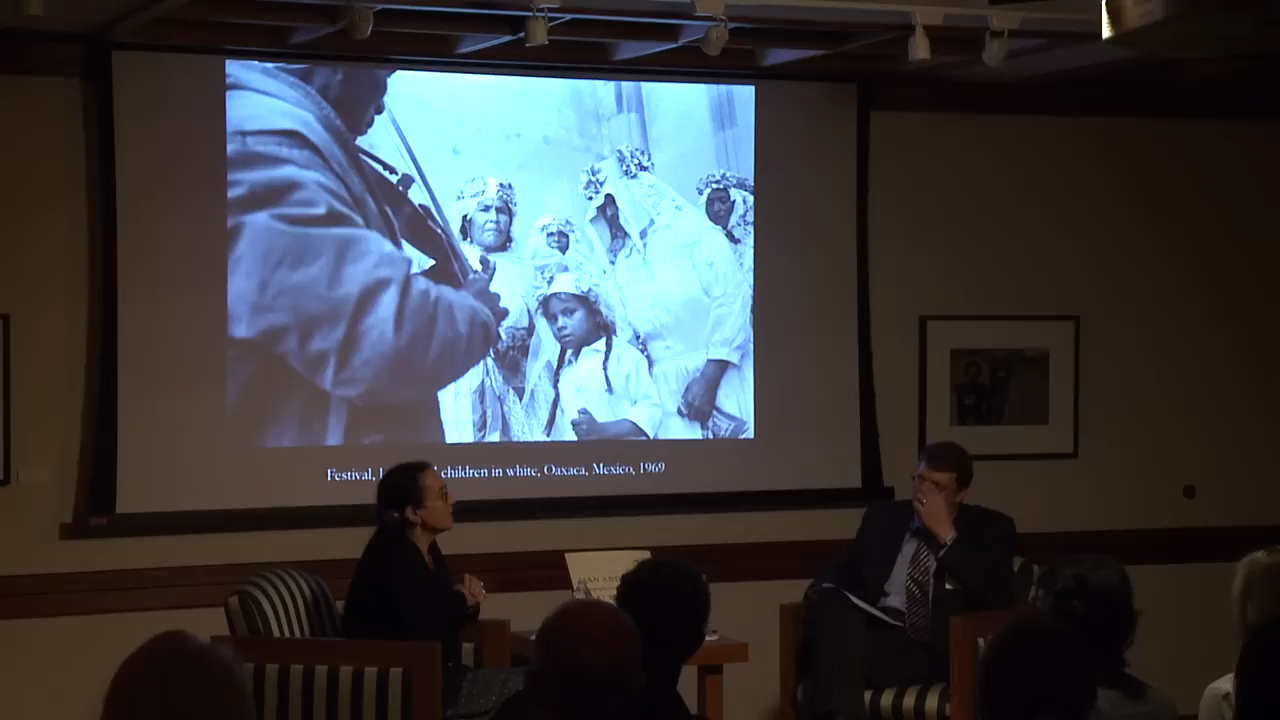 Festival, children in white, Oaxaca, Mexico, 1969